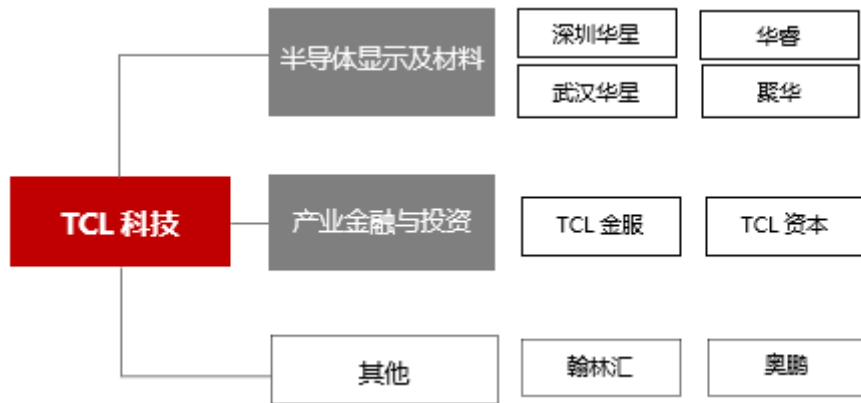 TCL 科技
半导体显示及材料
深圳华星
华睿
武汉华星
聚华
产业金融与投资
TCL 金服
TCL 资本
其他
翰林汇
奥鹏